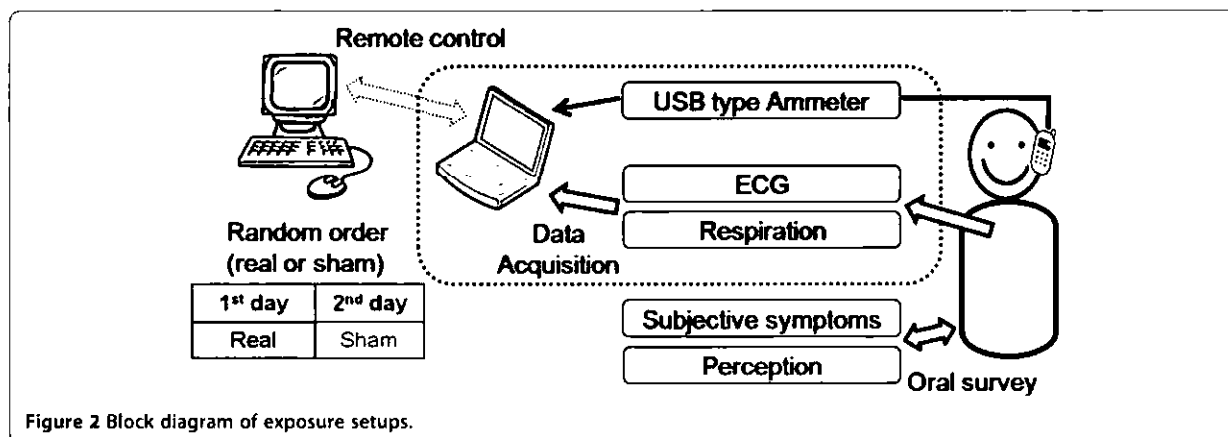 Remote control
USB type Ammeter
ECG
Respiration
Data
Acquisition
Random order
(real or sham)
1st day 2nd day
Real Sham
Subjective symptoms
Perception
Oral survey
Figure 2 Block diagram of exposure setups.